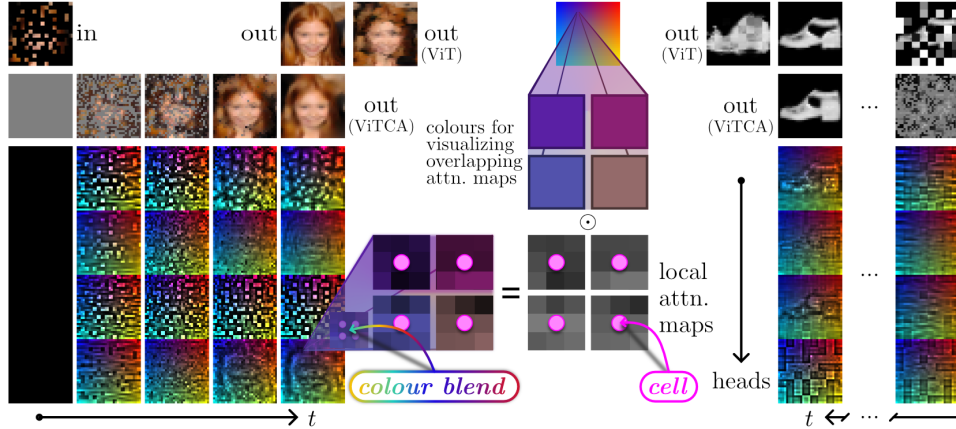 in
out
out
(ViT)
out
(ViTCA)
colours for
visualizing
overlapping
attn. maps
⊙
=
local
attn.
maps
colour blend
cell
heads
t
out
(ViT)
out
(ViTCA)
...
...
...
t
...